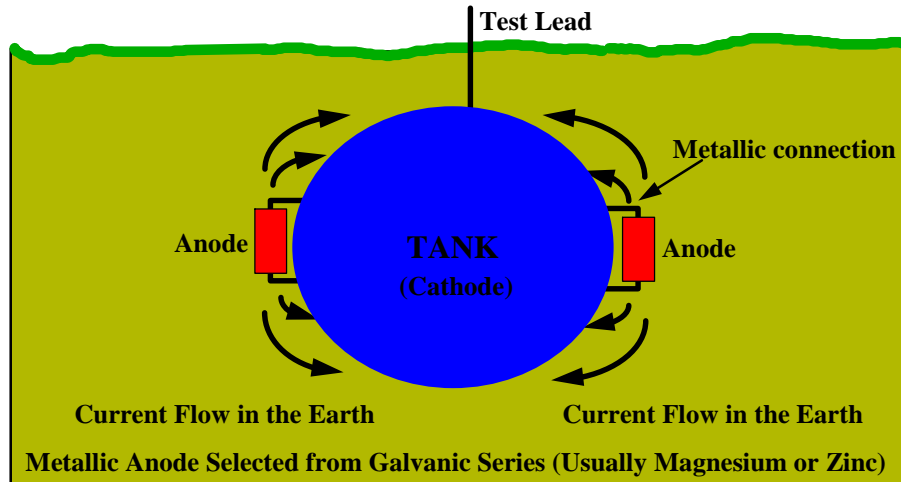 Test Lead
Metallic connection
Anode
TANK
(Cathode)
Anode
Current Flow in the Earth
Current Flow in the Earth
Metallic Anode Selected from Galvanic Series (Usually Magnesium or Zinc)